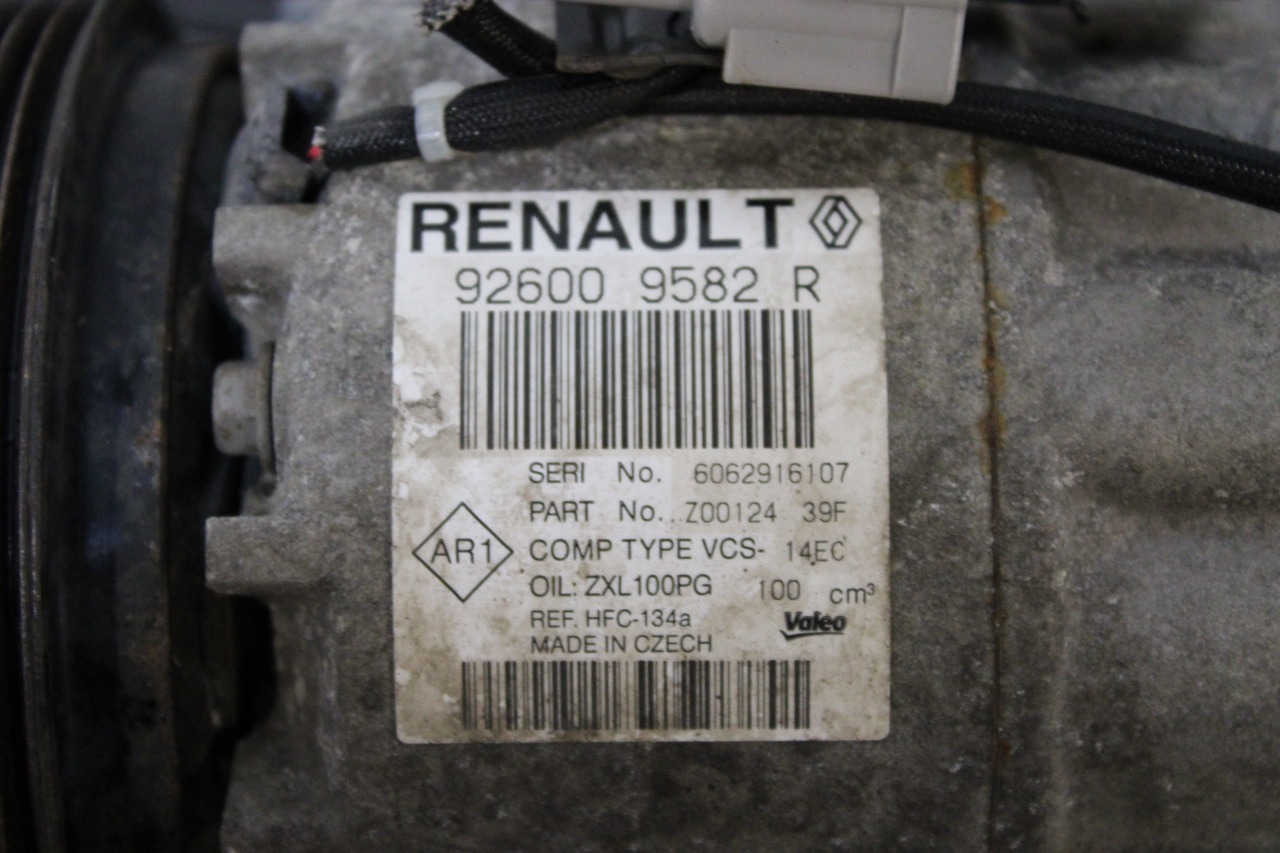 RENAULT
92600 9582 R
SERI No. 6062916107
PART No. Z00124 39F
AR1
COMP TYPE VCS- 14EC
OIL: ZXL100PG 100 cm³
REF. HFC-134a
Valeo
MADE IN CZECH